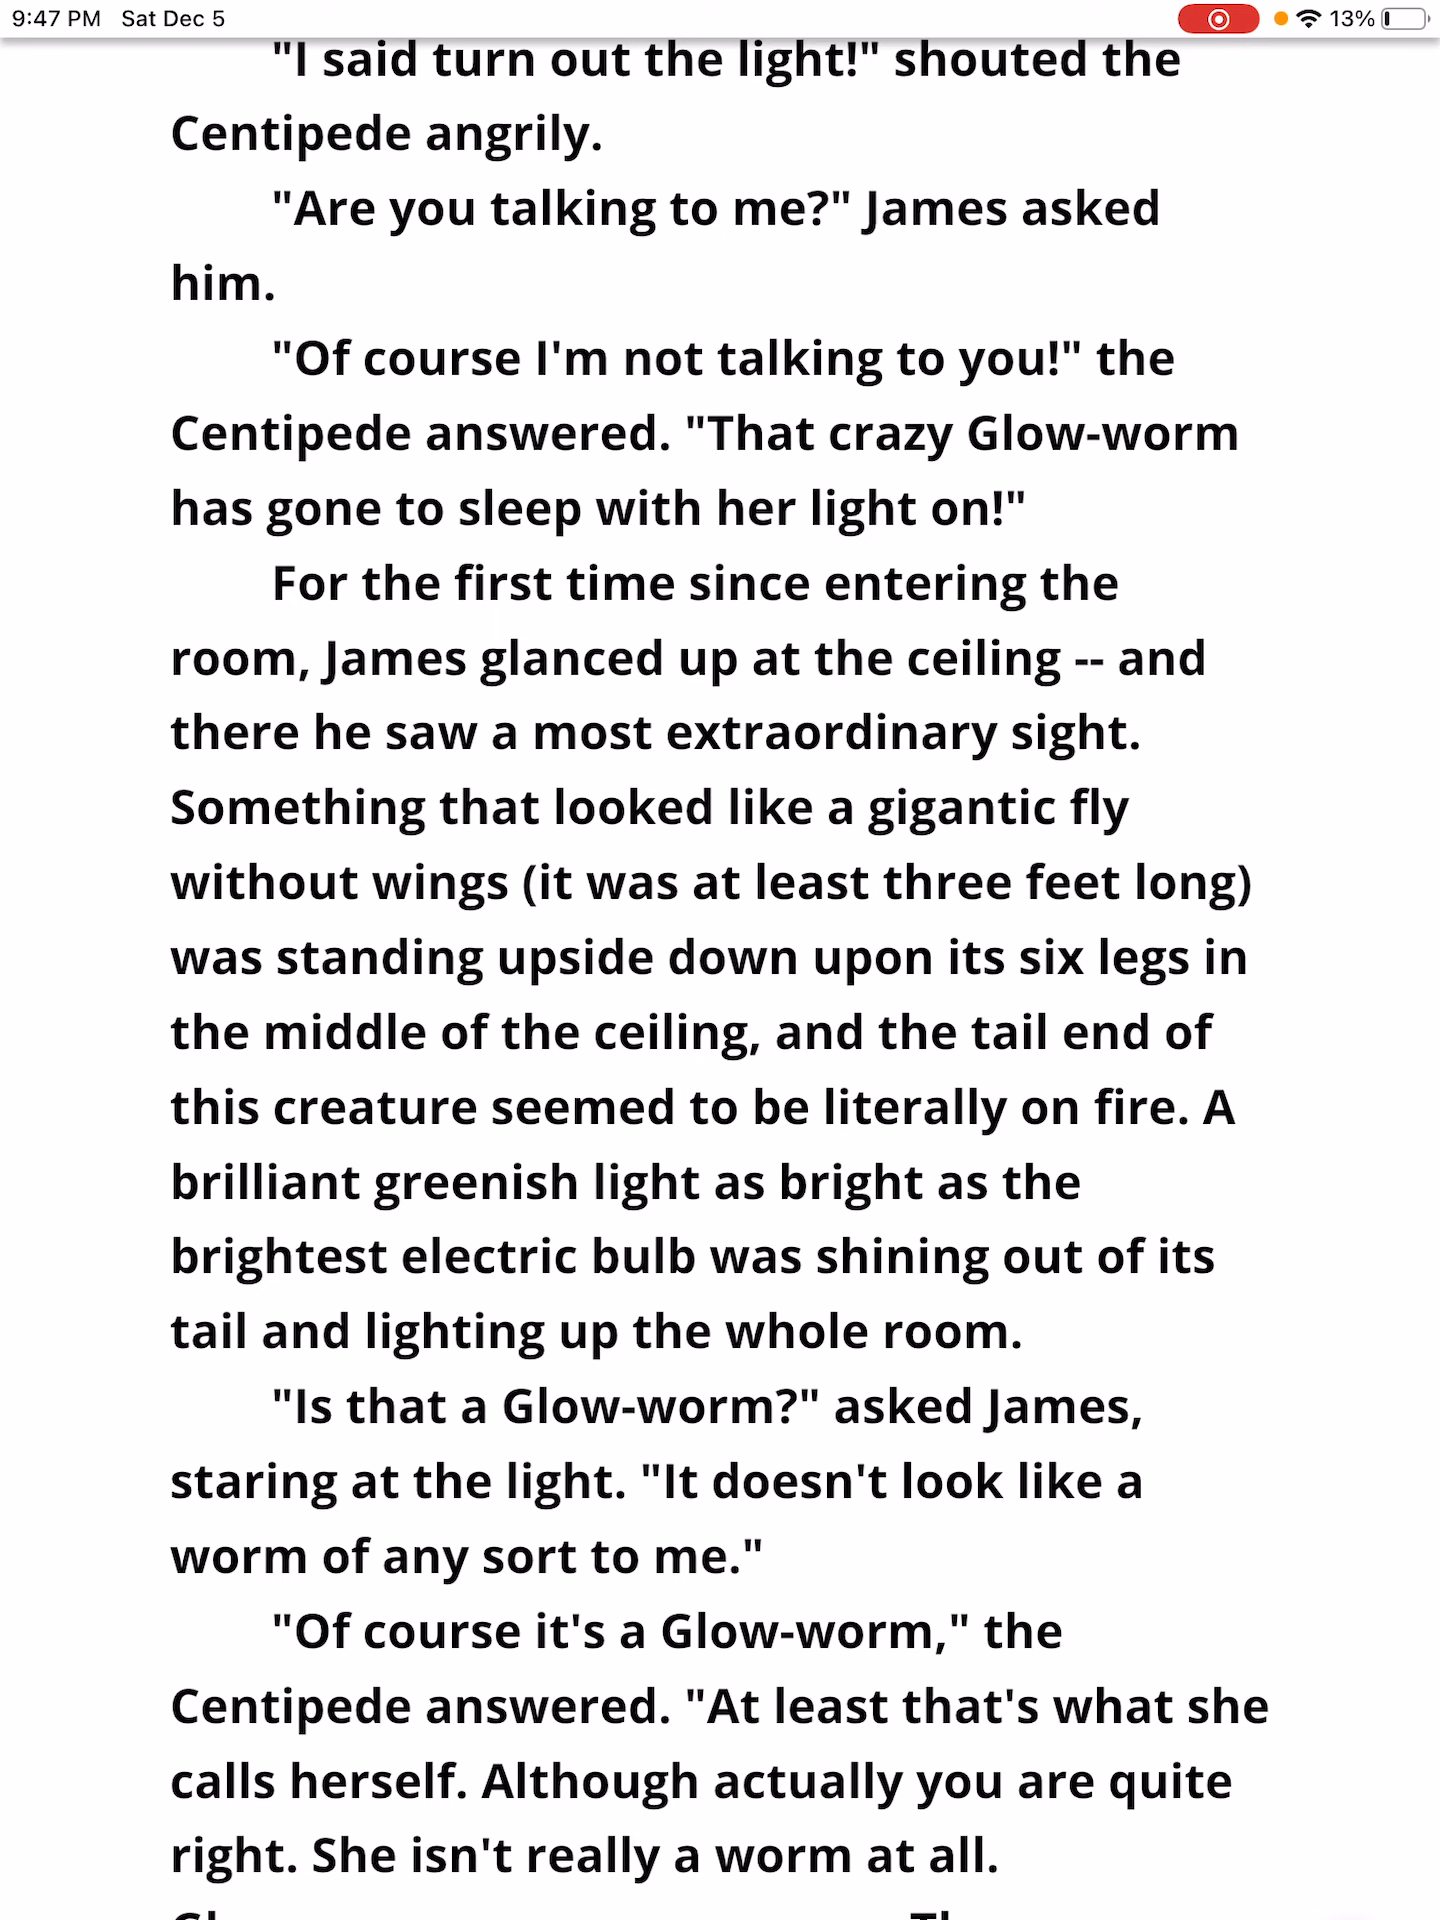 9:47 PM Sat Dec 5 13%
"I said turn out the light!" shouted the
Centipede angrily.
"Are you talking to me?" James asked
him.
"Of course I'm not talking to you!" the
Centipede answered. "That crazy Glow-worm
has gone to sleep with her light on!"
For the first time since entering the
room, James glanced up at the ceiling -- and
there he saw a most extraordinary sight.
Something that looked like a gigantic fly
without wings (it was at least three feet long)
was standing upside down upon its six legs in
the middle of the ceiling, and the tail end of
this creature seemed to be literally on fire. A
brilliant greenish light as bright as the
brightest electric bulb was shining out of its
tail and lighting up the whole room.
"Is that a Glow-worm?" asked James,
staring at the light. "It doesn't look like a
worm of any sort to me."
"Of course it's a Glow-worm," the
Centipede answered. "At least that's what she
calls herself. Although actually you are quite
right. She isn't really a worm at all.